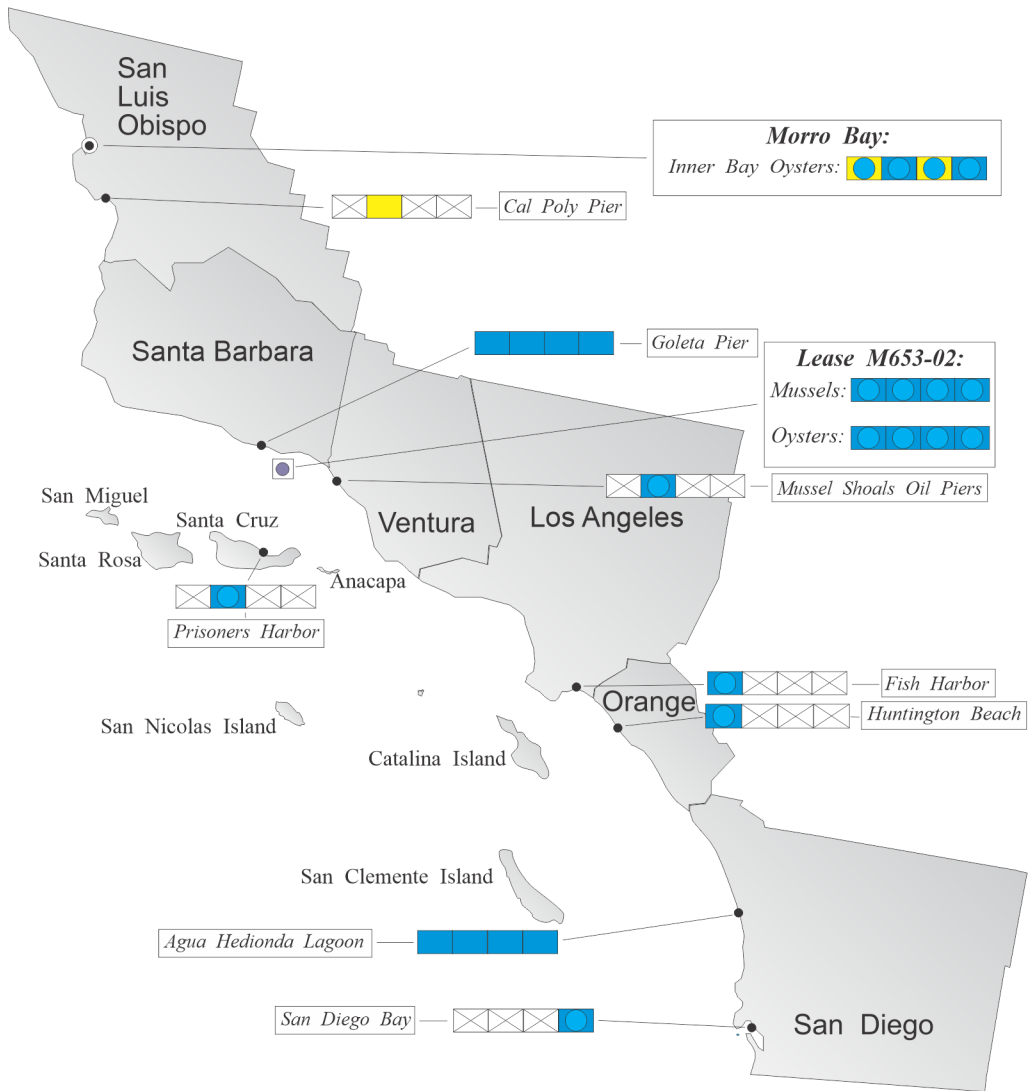 San
Luis
Obispo
Morro Bay:
Inner Bay Oysters:
Cal Poly Pier
Santa Barbara
Goleta Pier
Lease M653-02:
Mussels:
Oysters:
Mussel Shoals Oil Piers
San Miguel
Santa Cruz
Ventura
Los Angeles
Santa Rosa
Anacapa
Prisoners Harbor
Fish Harbor
Orange
Huntington Beach
San Nicolas Island
Catalina Island
San Clemente Island
Agua Hedionda Lagoon
San Diego Bay
San Diego